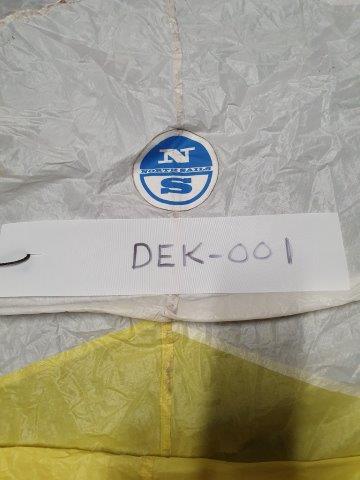 N
NORTH SAILS
S
DEK-001